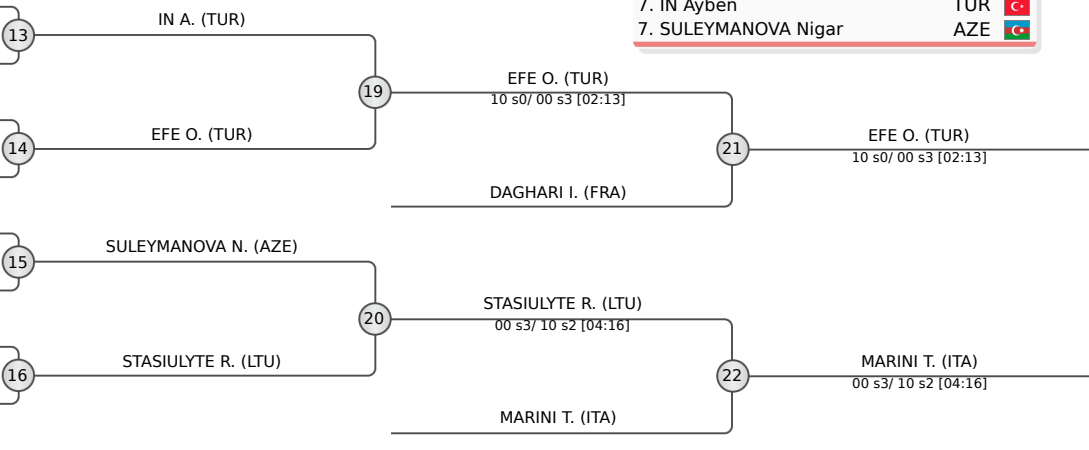 7. IN Ayben TUR
7. SULEYMANOVA Nigar AZE
13
IN A. (TUR)
19
EFE O. (TUR)
10 s0/ 00 s3 [02:13]
14
EFE O. (TUR)
21
EFE O. (TUR)
10 s0/ 00 s3 [02:13]
DAGHARI I. (FRA)
15
SULEYMANOVA N. (AZE)
20
STASIULYTE R. (LTU)
00 s3/ 10 s2 [04:16]
16
STASIULYTE R. (LTU)
22
MARINI T. (ITA)
00 s3/ 10 s2 [04:16]
MARINI T. (ITA)